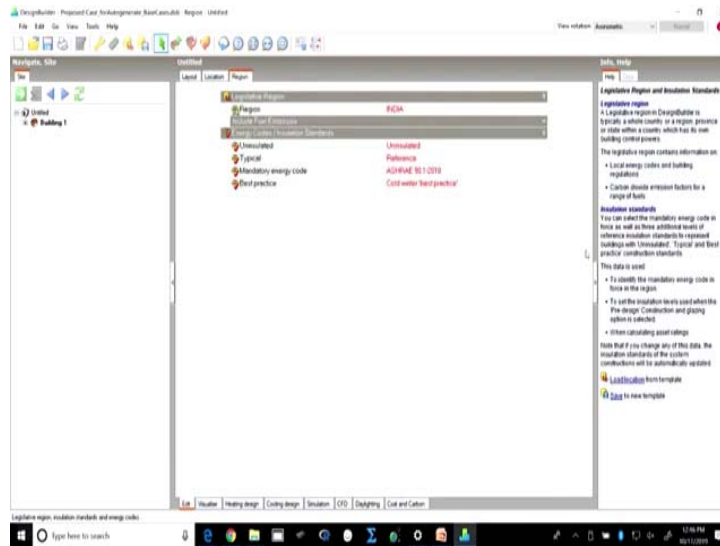 DesignBuilder - Proposed Case_forAutogenerate_BaseCases.dsb - Region - Untitled
File Edit Go View Tools Help
View rotation Axonometric
Navigate, Site
Untitled
Info, Help
Site
Layout Location Region
Help
Untitled
Building 1
Legislative Region
Region INDIA
Include Fuel Emissions
Energy Codes / Insulation Standards
Uninsulated Uninsulated
Typical Reference
Mandatory energy code ASHRAE 90.1-2010
Best practice
Legislative Region and Insulation Standards
Legislative region
A Legislative region in DesignBuilder is
typically a whole country or a region, province
or state within a country, which has its own
building control powers.
The legislative region contains information on:
• Local energy codes and building
regulations
• Carbon dioxide emission factors for a
range of fuels
Insulation standards
You can select the mandatory energy code in
force as well as three additional levels of
reference insulation standards to represent
buildings with 'Uninsulated', 'Typical' and 'Best
practice' construction standards.
This data is used:
• To identify the mandatory energy code in
force in the region.
• To set the insulation levels used when the
'Pre-design' Construction and glazing
option is selected.
• When calculating asset ratings
Note that if you change any of this data, the
insulation standards of the system
constructions will be automatically updated
Load location from template
Save to new template
Edit Visualise Heating design Cooling design Simulation CFD Daylighting Cost and Carbon
Legislative region, insulation standards and energy codes
Type here to search
12:46 PM
10/11/2019